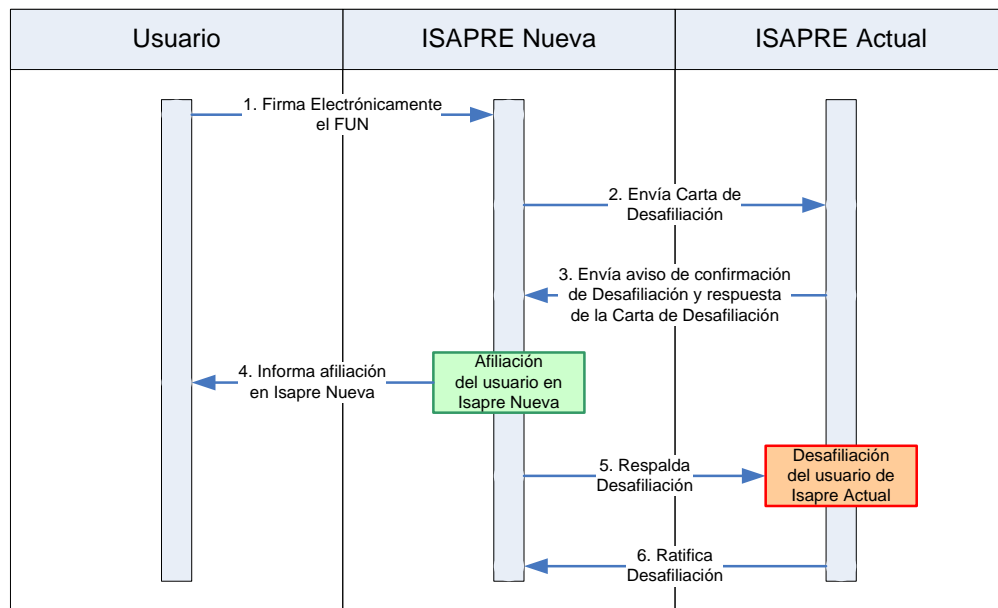 Usuario
ISAPRE Nueva
ISAPRE Actual
1. Firma Electrónicamente
el FUN
2. Envía Carta de
Desafiliación
3. Envía aviso de confirmación
de Desafiliación y respuesta
de la Carta de Desafiliación
4. Informa afiliación
en Isapre Nueva
Afiliación
del usuario en
Isapre Nueva
5. Respalda
Desafiliación
Desafiliación
del usuario de
Isapre Actual
6. Ratifica
Desafiliación